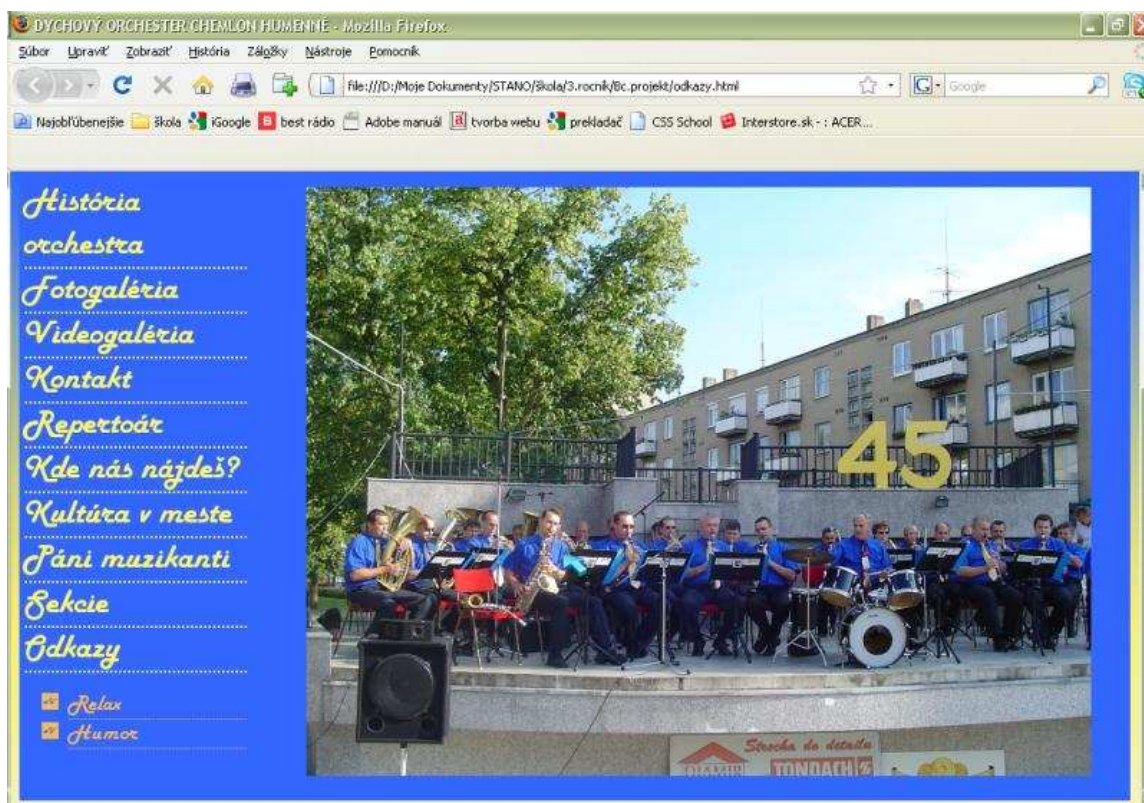 DYCHOVÝ ORCHESTER CHEMLON HUMENNÉ - Mozilla Firefox
Súbor Upraviť Zobraziť História Záložky Nástroje Pomocník
file:///D:/Moje Dokumenty/STANO/škola/3.rocník/Bc.projekt/odkazy.html
Google
Najobľúbenejšie škola iGoogle best rádio Adobe manuál tvorba webu prekladač CSS School Interstore.sk - : ACER...
História
orchestra
Fotogaléria
Videogaléria
Kontakt
Repertoár
Kde nás nájdeš?
Kultúra v meste
Páni muzikanti
Sekcie
Odkazy
Relax
Humor
45
Strecha do detailu
TONDACH